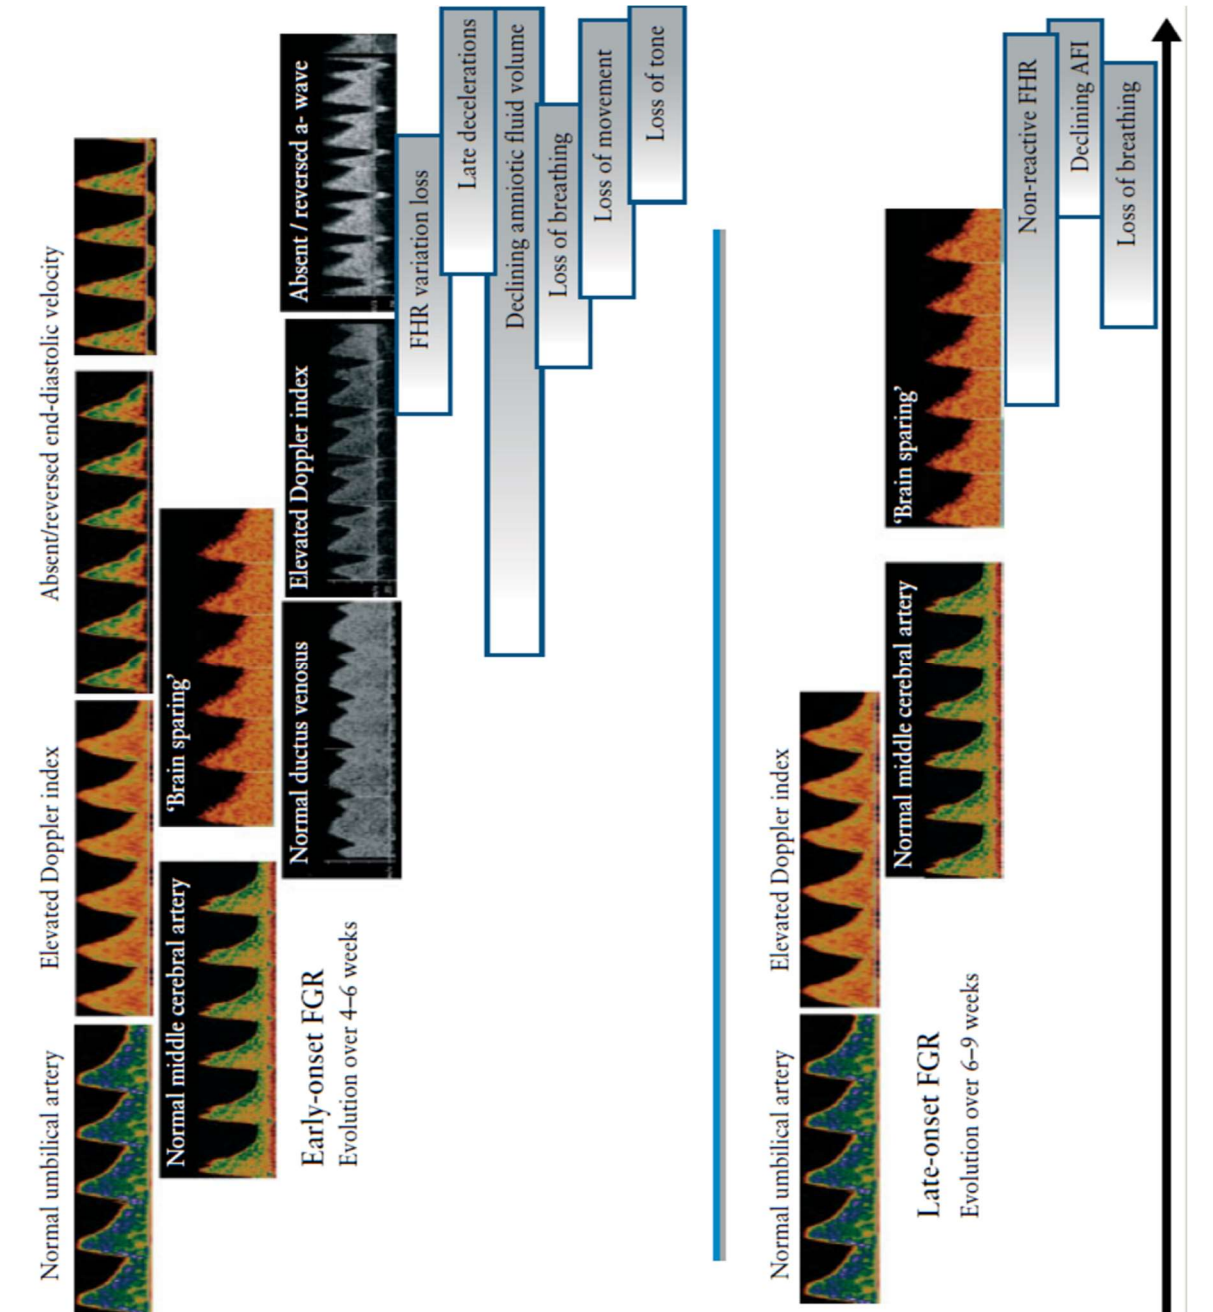 Normal umbilical artery
Elevated Doppler index
Absent/reversed end-diastolic velocity
Normal middle cerebral artery
‘Brain sparing’
Early-onset FGR
Evolution over 4–6 weeks
Normal ductus venosus
Elevated Doppler index
Absent / reversed a- wave
FHR variation loss
Late decelerations
Declining amniotic fluid volume
Loss of breathing
Loss of movement
Loss of tone
Normal umbilical artery
Elevated Doppler index
Normal middle cerebral artery
‘Brain sparing’
Late-onset FGR
Evolution over 6–9 weeks
Non-reactive FHR
Declining AFI
Loss of breathing